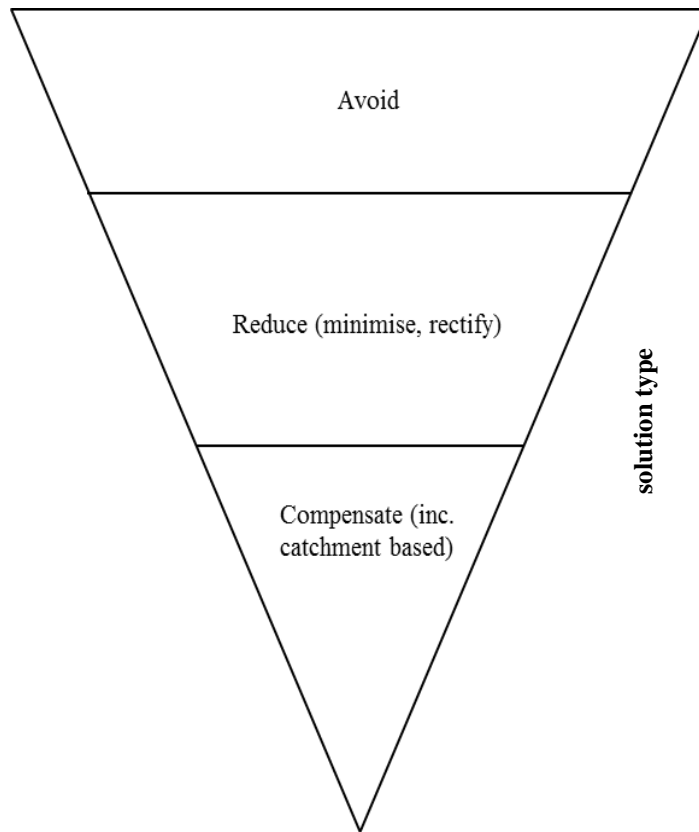 Avoid
Reduce (minimise, rectify)
solution type
Compensate (inc.
catchment based)